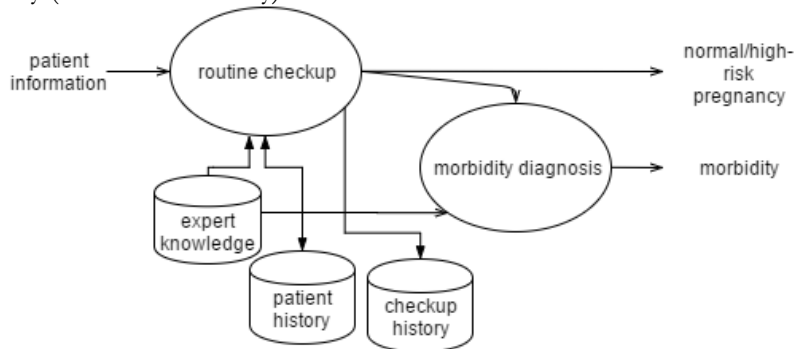 patient
information
routine checkup
normal/high-
risk
pregnancy
morbidity diagnosis
morbidity
expert
knowledge
patient
history
checkup
history